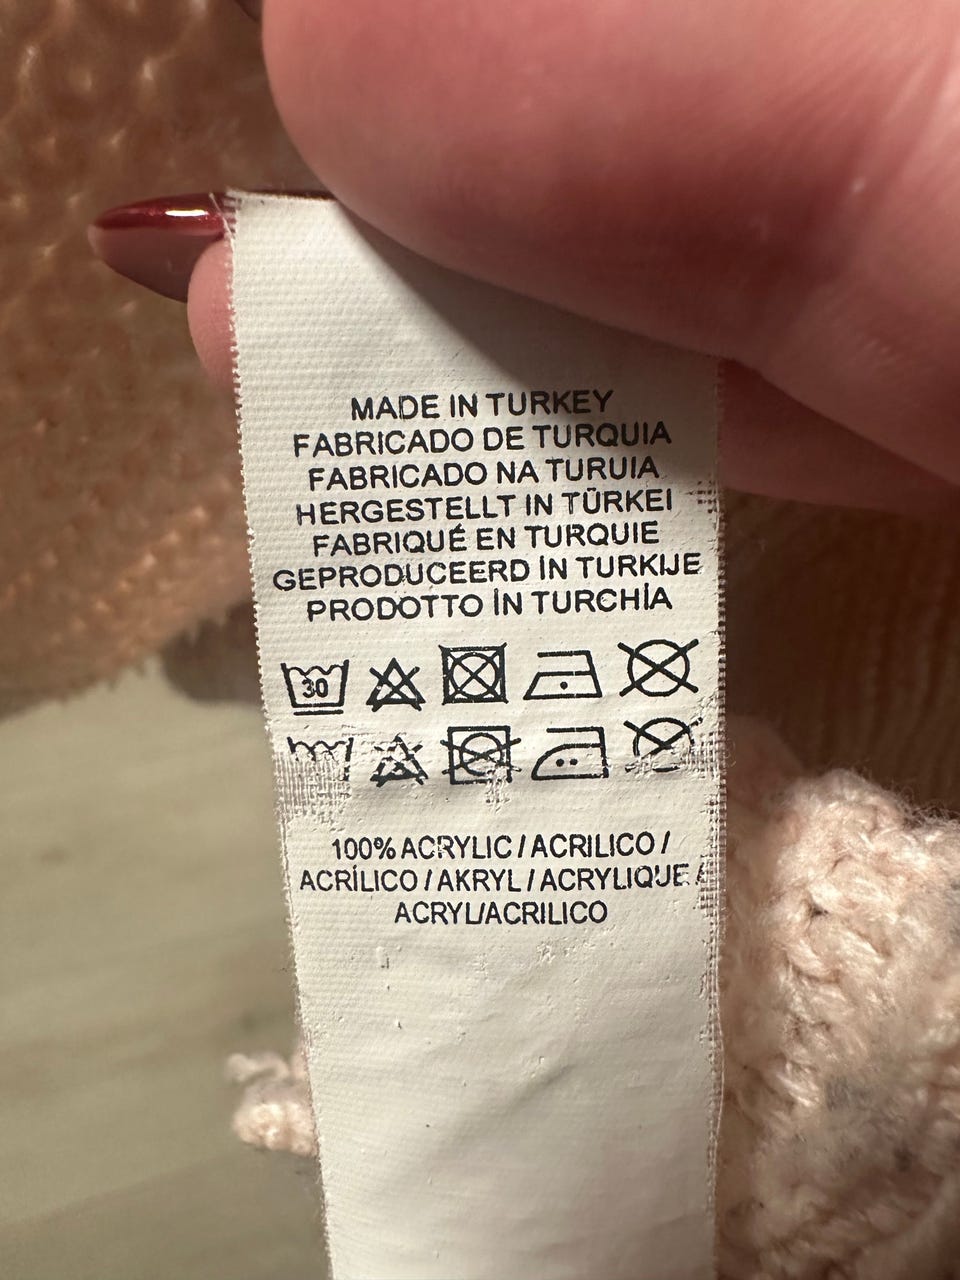 MADE IN TURKEY
FABRICADO DE TURQUIA
FABRICADO NA TURUIA
HERGESTELLT IN TÜRKEI
FABRIQUÉ EN TURQUIE
GEPRODUCEERD İN TURKIJE
PRODOTTO İN TURCHİA
30
100% ACRYLIC / ACRILICO /
ACRÍLICO / AKRYL / ACRYLIQUE /
ACRYL/ACRILICO